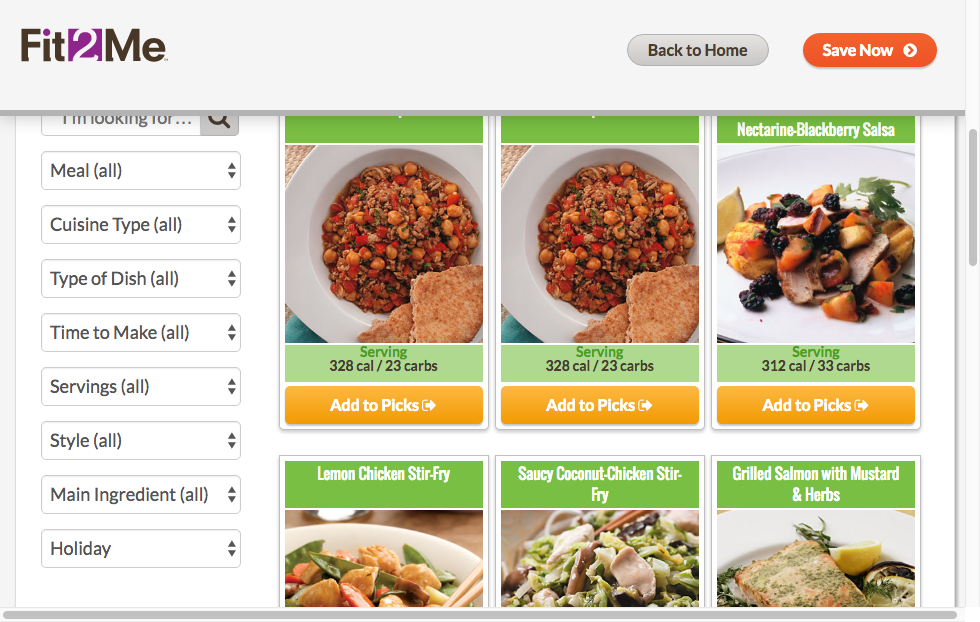 Fit2Me
Back to Home
Save Now
I'm looking for...
Meal (all)
Cuisine Type (all)
Type of Dish (all)
Time to Make (all)
Servings (all)
Style (all)
Main Ingredient (all)
Holiday
Nectarine-Blackberry Salsa
Serving
328 cal / 23 carbs
Add to Picks
Serving
328 cal / 23 carbs
Add to Picks
Serving
312 cal / 33 carbs
Add to Picks
Lemon Chicken Stir-Fry
Saucy Coconut-Chicken Stir-
Fry
Grilled Salmon with Mustard
& Herbs